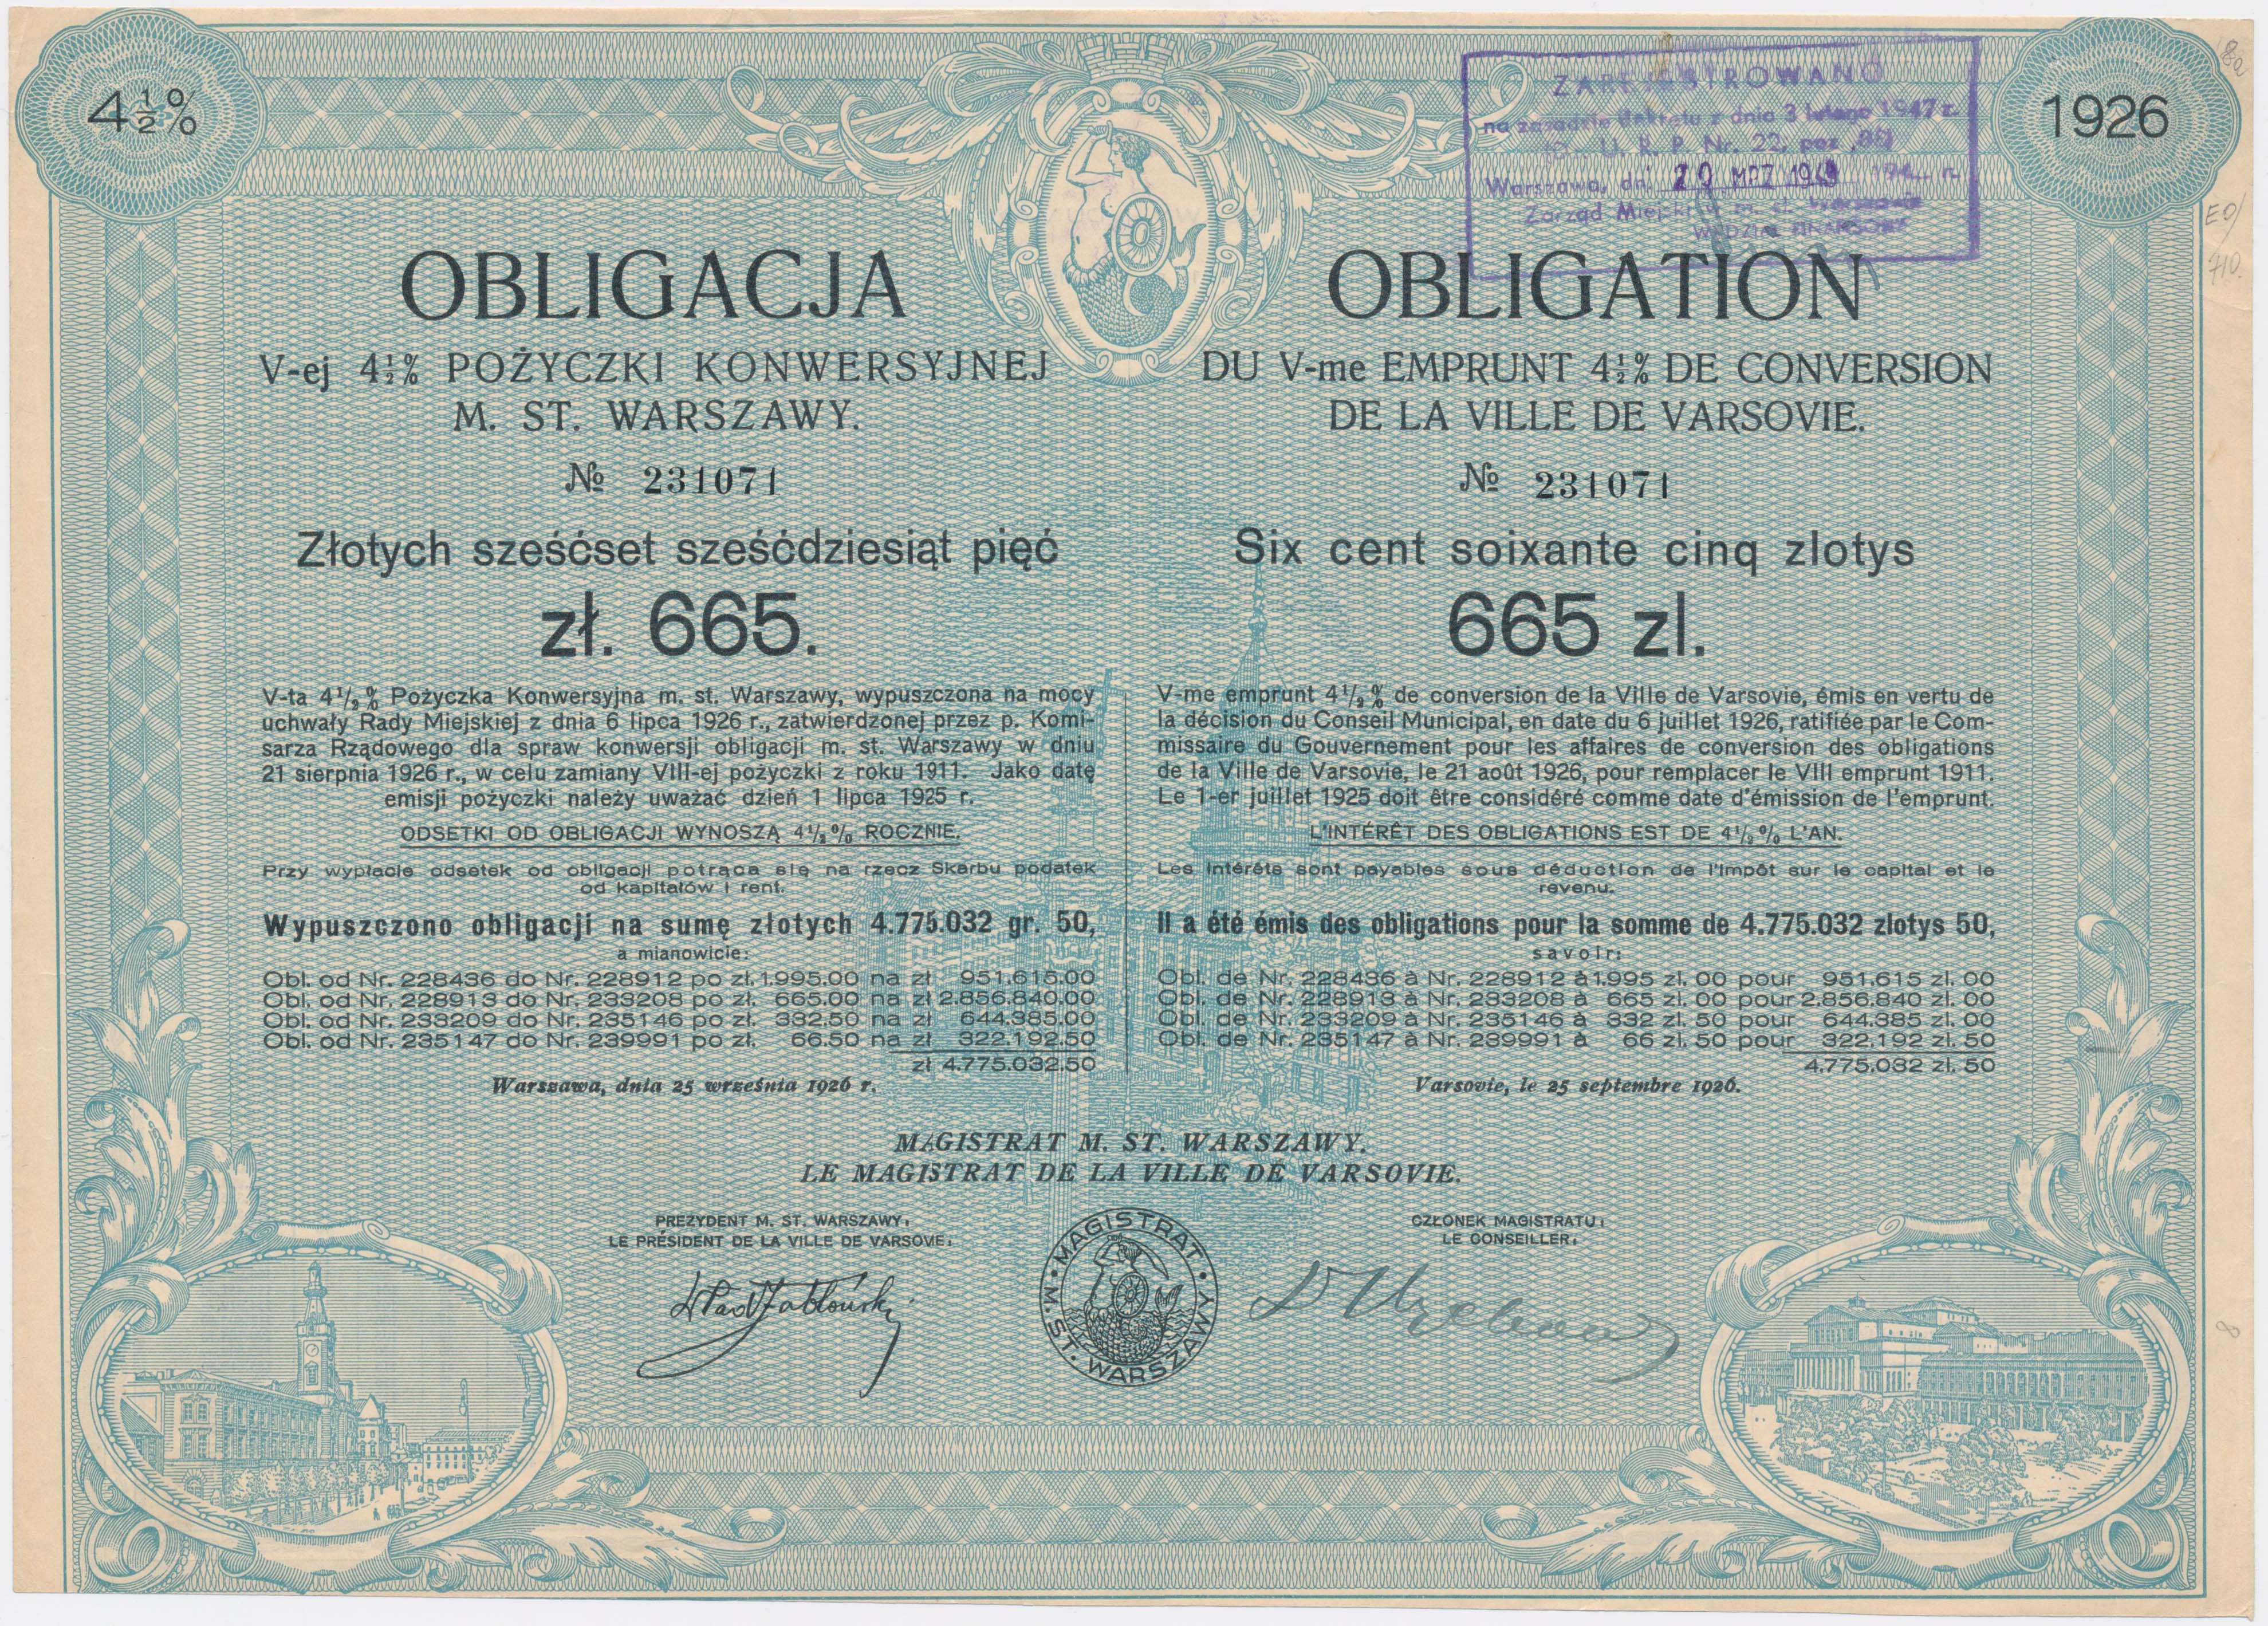 4½%
1926
ZAREJESTROWANO
na zasadzie dekretu z dnia 3 lutego 1947 r.
U. R. P. Nr. 22, poz. 88)
Warszawa, dn. 20 1949 194 r.
Zarząd Miejski m. st.
WYDZIAŁ FINANSOWY
OBLIGACJA
V-ej 4½% POŻYCZKI KONWERSYJNEJ
M. ST. WARSZAWY.
№ 231071
Złotych sześćset sześćdziesiąt pięć
zł. 665.
V-ta 4½% Pożyczka Konwersyjna m. st. Warszawy, wypuszczona na mocy
uchwały Rady Miejskiej z dnia 6 lipca 1926 r., zatwierdzonej przez p. Komi-
sarza Rządowego dla spraw konwersji obligacji m. st. Warszawy w dniu
21 sierpnia 1926 r., w celu zamiany VIII-ej pożyczki z roku 1911. Jako datę
emisji pożyczki należy uważać dzień 1 lipca 1925 r.
ODSETKI OD OBLIGACJI WYNOSZĄ 4½% ROCZNIE.
Przy wypłacie odsetek od obligacji potrąca się na rzecz Skarbu podatek
od kapitałów i rent.
Wypuszczono obligacji na sumę złotych 4.775.032 gr. 50,
a mianowicie:
Obl. od Nr. 228436 do Nr. 228912 po zł. 1.995.00 na zł 951.615.00
Obl. od Nr. 228913 do Nr. 233208 po zł. 665.00 na zł 2.856.840.00
Obl. od Nr. 233209 do Nr. 235146 po zł. 332.50 na zł 644.385.00
Obl. od Nr. 235147 do Nr. 239991 po zł. 66.50 na zł 322.192.50
zł 4.775.032.50
Warszawa, dnia 25 września 1926 r.
OBLIGATION
DU V-me EMPRUNT 4½% DE CONVERSION
DE LA VILLE DE VARSOVIE.
№ 231071
Six cent soixante cinq zlotys
665 zl.
V-me emprunt 4½% de conversion de la Ville de Varsovie, émis en vertu de
la décision du Conseil Municipal, en date du 6 juillet 1926, ratifiée par le Com-
missaire du Gouvernement pour les affaires de conversion des obligations
de la Ville de Varsovie, le 21 août 1926, pour remplacer le VIII emprunt 1911.
Le 1-er juillet 1925 doit être considéré comme date d'émission de l'emprunt.
L'INTÉRÊT DES OBLIGATIONS EST DE 4½% L'AN.
Les intérêts sont payables sous déduction de l'impôt sur le capital et le
revenu.
Il a été émis des obligations pour la somme de 4.775.032 zlotys 50,
savoir:
Obl. de Nr. 228436 à Nr. 228912 à 1.995 zl. 00 pour 951.615 zl. 00
Obl. de Nr. 228913 à Nr. 233208 à 665 zl. 00 pour 2.856.840 zl. 00
Obl. de Nr. 233209 à Nr. 235146 à 332 zl. 50 pour 644.385 zl. 00
Obl. de Nr. 235147 à Nr. 239991 à 66 zl. 50 pour 322.192 zl. 50
4.775.032 zl. 50
Varsovie, le 25 septembre 1926.
MAGISTRAT M. ST. WARSZAWY.
LE MAGISTRAT DE LA VILLE DE VARSOVIE.
PREZYDENT M. ST. WARSZAWY,
LE PRÉSIDENT DE LA VILLE DE VARSOVIE,
CZŁONEK MAGISTRATU,
LE CONSEILLER,
MAGISTRAT M. ST. WARSZAWY